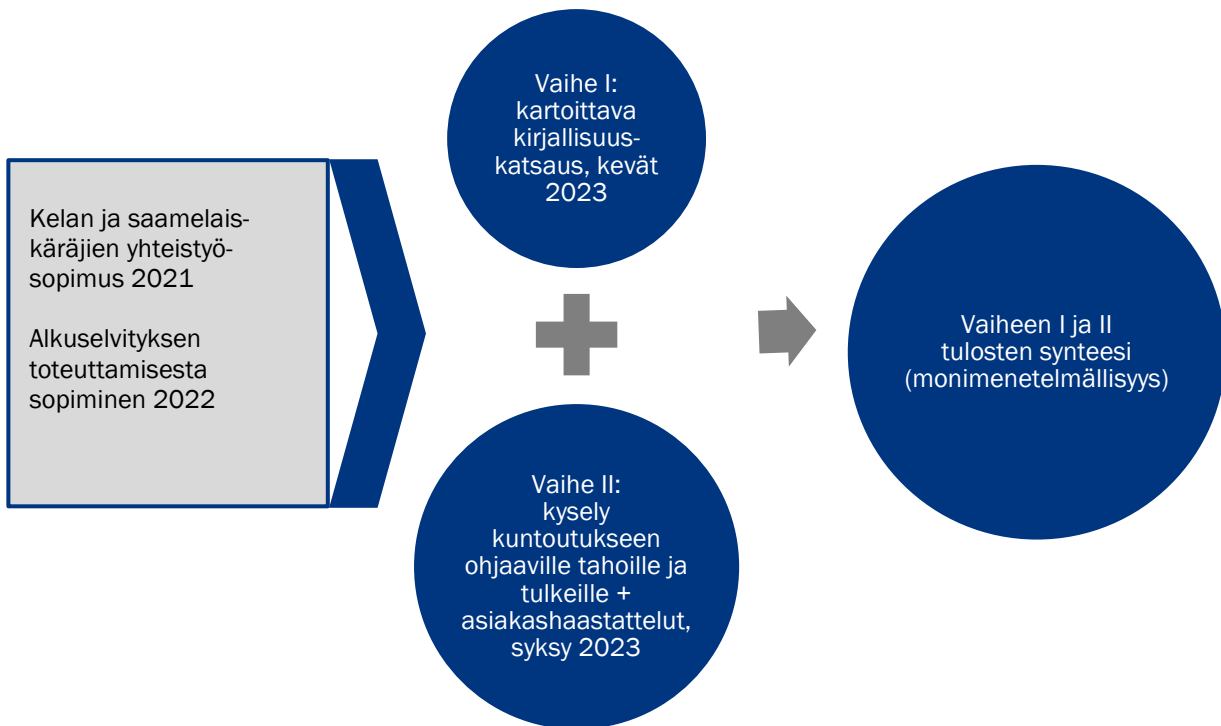 Kelan ja saamelais-
käräjien yhteistyö-
sopimus 2021
Alkuselvityksen
toteuttamisesta
sopiminen 2022
Vaihe I:
kartoittava
kirjallisuus-
katsaus, kevät
2023
Vaihe II:
kysely
kuntoutukseen
ohjaaville tahoille ja
tulkeille +
asiakashaastattelut,
syksy 2023
Vaiheen I ja II
tulosten synteesi
(monimenetelmällisyys)